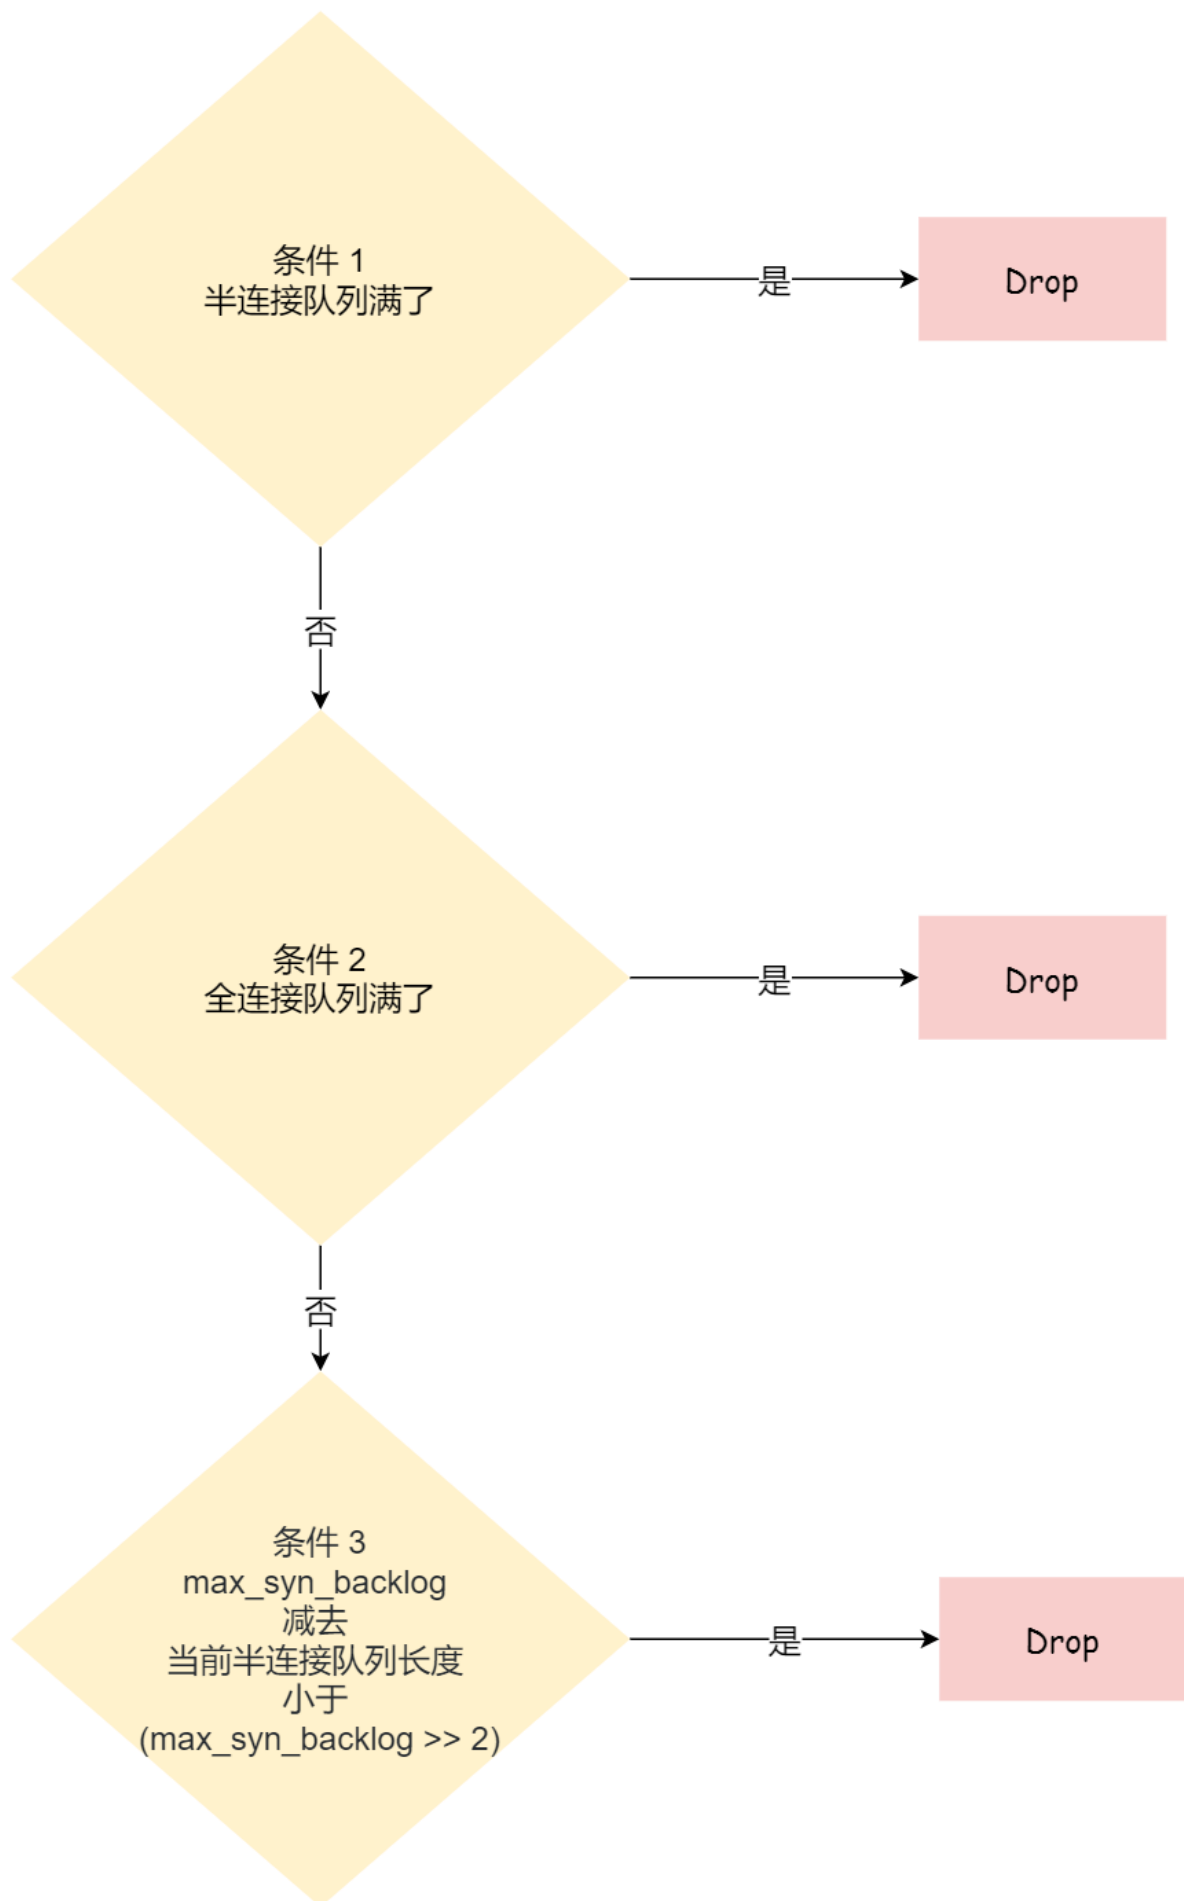 条件 1
半连接队列满了
是
Drop
否
条件 2
全连接队列满了
是
Drop
否
条件 3
max_syn_backlog
减去
当前半连接队列长度
小于
(max_syn_backlog >> 2)
是
Drop